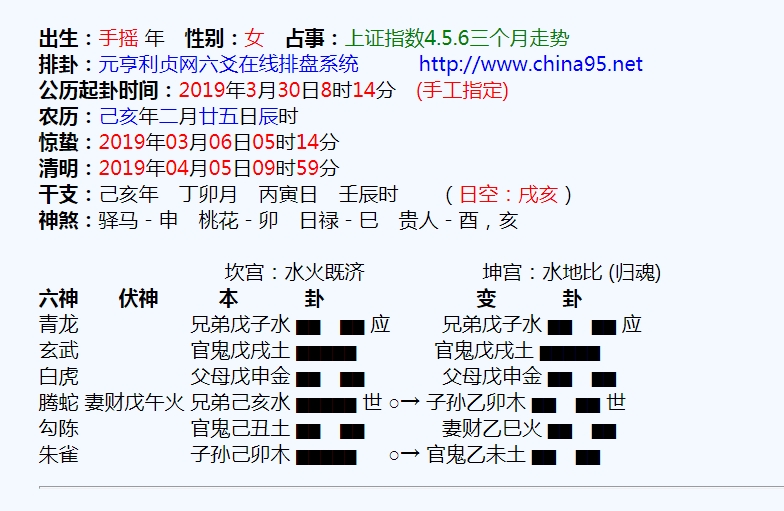 出生：手摇 年 性别：女 占事：上证指数4.5.6三个月走势
排卦：元亨利贞网六爻在线排盘系统 http://www.china95.net
公历起卦时间：2019年3月30日8时14分 (手工指定)
农历：己亥年二月廿五日辰时
惊蛰：2019年03月06日05时14分
清明：2019年04月05日09时59分
干支：己亥年 丁卯月 丙寅日 壬辰时 （日空：戌亥）
神煞：驿马－申 桃花－卯 日禄－巳 贵人－酉，亥
坎宫：水火既济 坤宫：水地比 (归魂)
六神 伏神 本 卦 变 卦
青龙 兄弟戊子水 应 兄弟戊子水 应
玄武 官鬼戊戌土 官鬼戊戌土
白虎 父母戊申金 父母戊申金
腾蛇 妻财戊午火 兄弟己亥水 世 ○→ 子孙乙卯木 世
勾陈 官鬼己丑土 妻财乙巳火
朱雀 子孙己卯木 ○→ 官鬼乙未土